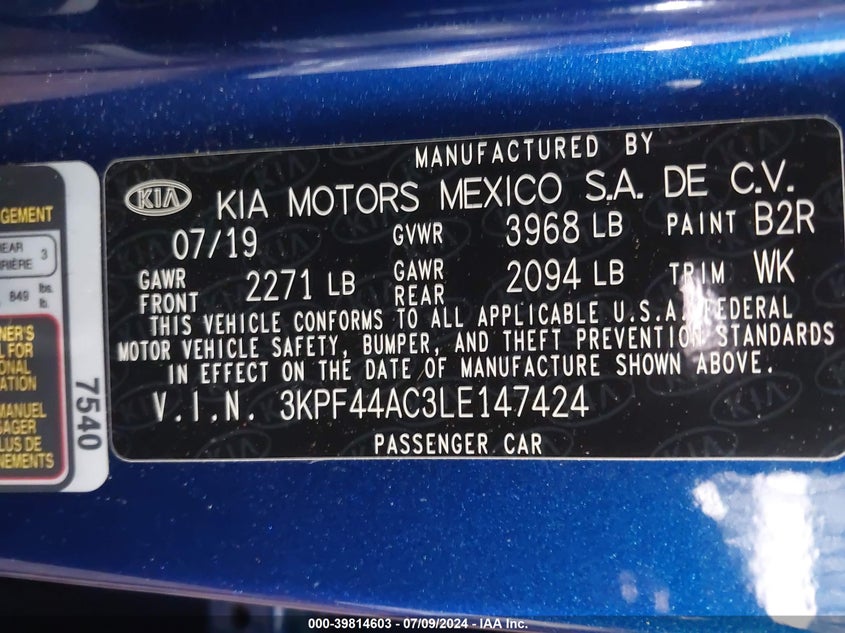 MANUFACTURED BY
KIA
KIA MOTORS MEXICO S.A. DE C.V.
07/19 GVWR 3968 LB PAINT B2R
GAWR FRONT 2271 LB GAWR REAR 2094 LB TRIM WK
THIS VEHICLE CONFORMS TO ALL APPLICABLE U.S.A. FEDERAL
MOTOR VEHICLE SAFETY, BUMPER, AND THEFT PREVENTION STANDARDS
IN EFFECT ON THE DATE OF MANUFACTURE SHOWN ABOVE.
V.I.N. 3KPF44AC3LE147424
PASSENGER CAR
3
849 lbs.
lb.
MANUEL
7540
000-39814603 - 07/09/2024 - IAA Inc.